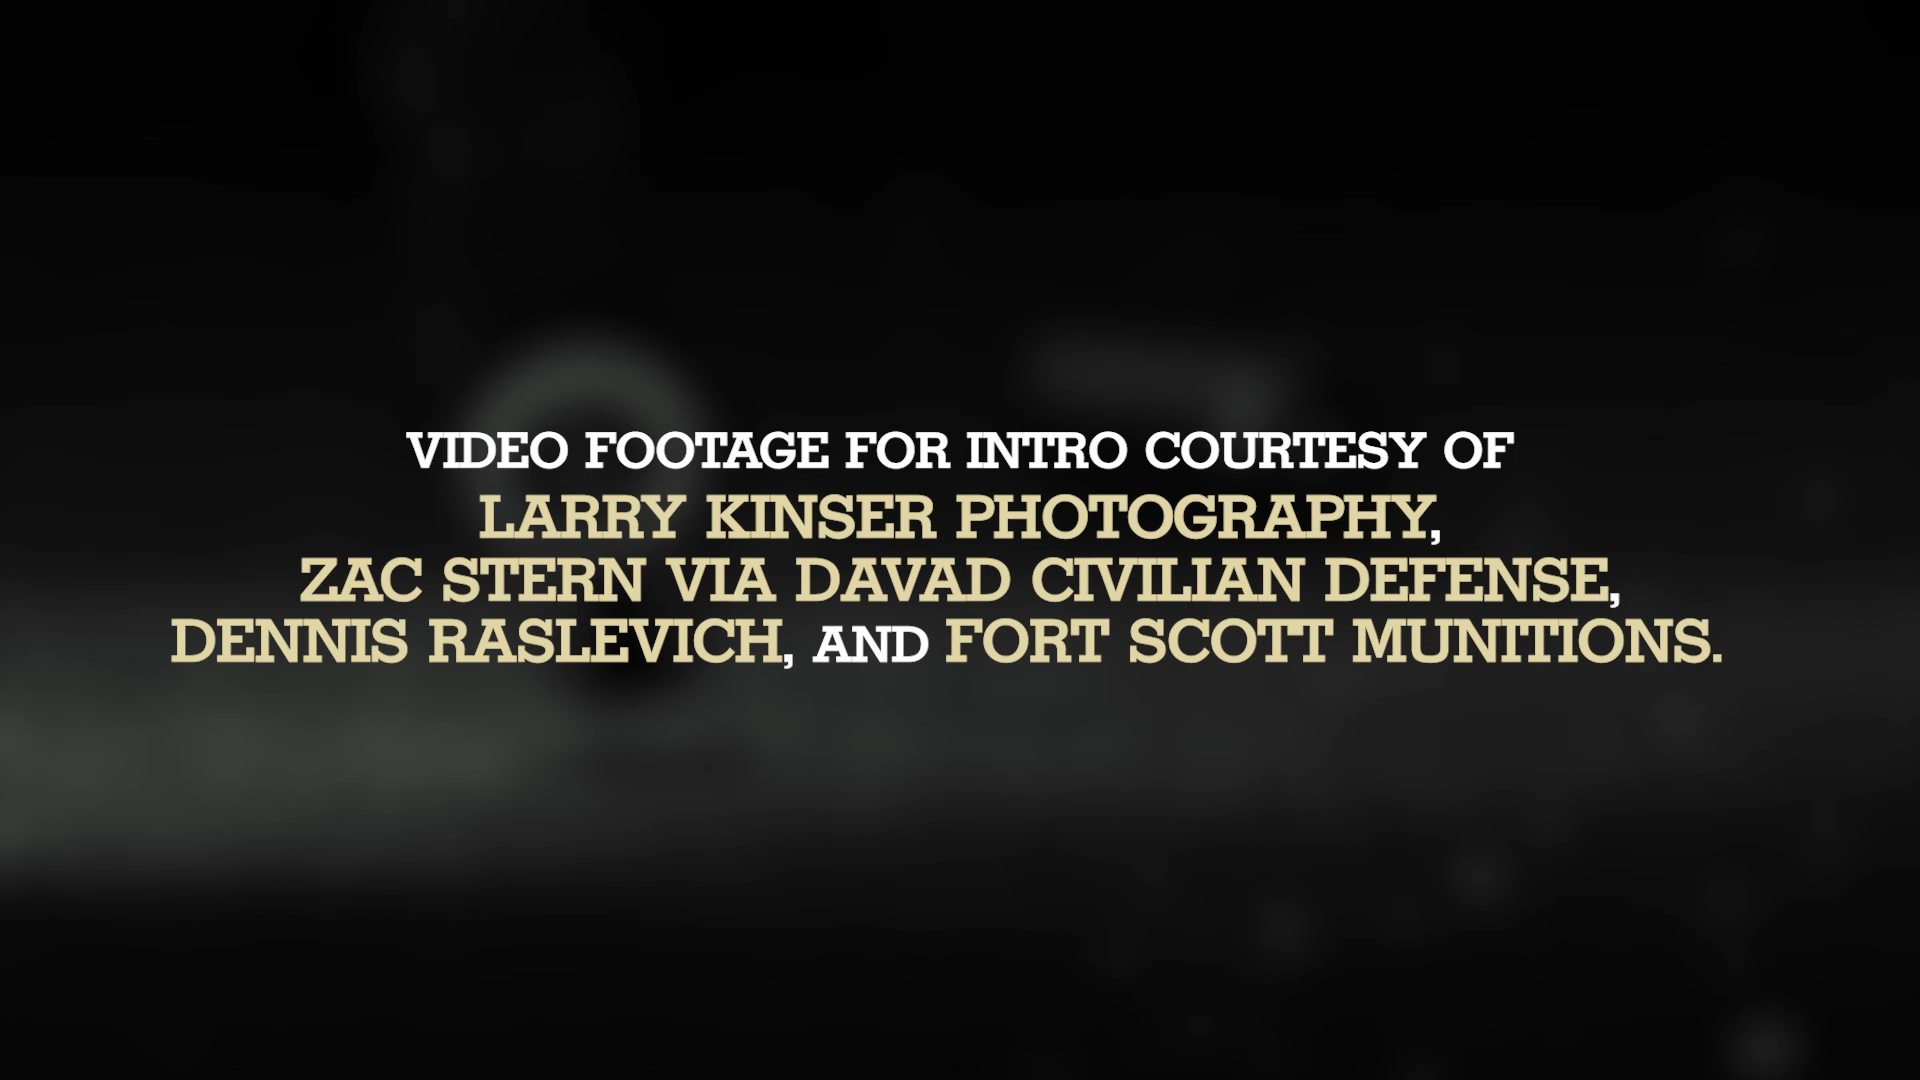 VIDEO FOOTAGE FOR INTRO COURTESY OF
LARRY KINSER PHOTOGRAPHY,
ZAC STERN VIA DAVAD CIVILIAN DEFENSE,
DENNIS RASLEVICH, AND FORT SCOTT MUNITIONS.